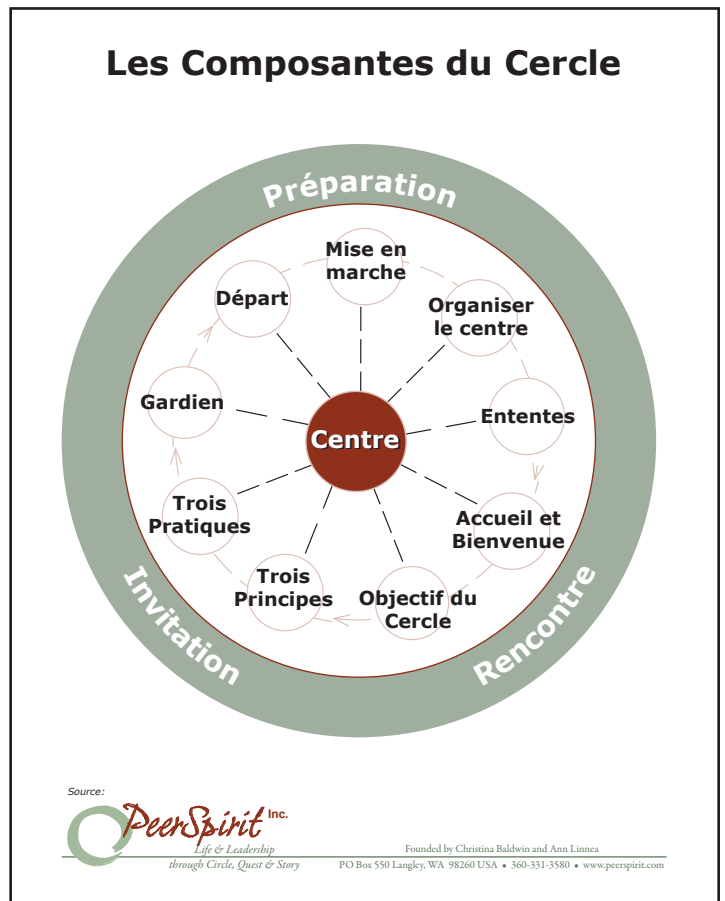 Les Composantes du Cercle
Préparation
Mise en
marche
Organiser
le centre
Ententes
Accueil et
Bienvenue
Objectif du
Cercle
Trois
Principes
Trois
Pratiques
Gardien
Départ
Centre
Rencontre
Invitation
Source:
PeerSpirit Inc.
Life & Leadership
through Circle, Quest & Story
Founded by Christina Baldwin and Ann Linnea
PO Box 550 Langley, WA 98260 USA • 360-331-3580 • www.peerspirit.com